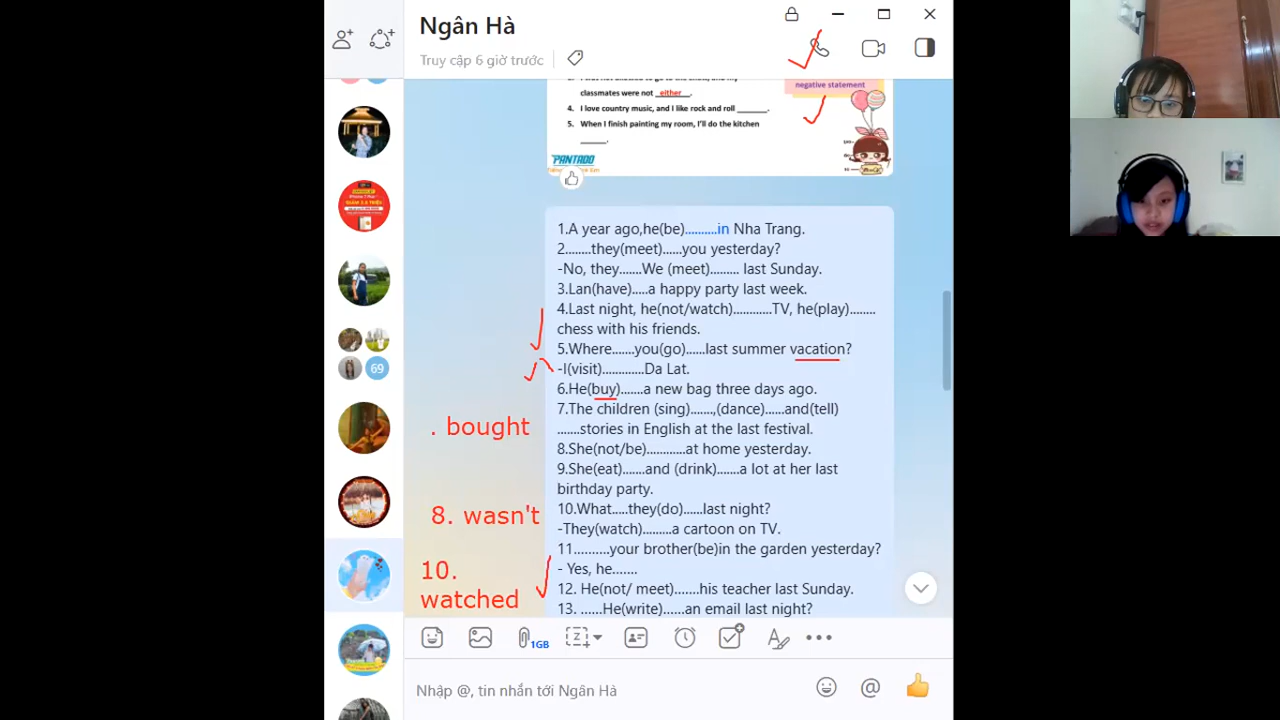 Ngân Hà
Truy cập 6 giờ trước
classmates were not either .
4. I love country music, and I like rock and roll _______.
5. When I finish painting my room, I'll do the kitchen
______.
negative statement
PANTADO
1.A year ago,he(be)..........in Nha Trang.
2........they(meet)......you yesterday?
-No, they.......We (meet)......... last Sunday.
3.Lan(have).....a happy party last week.
4.Last night, he(not/watch)............TV, he(play)........
chess with his friends.
5.Where.......you(go)......last summer vacation?
-I(visit)............Da Lat.
6.He(buy).......a new bag three days ago.
7.The children (sing).......,(dance)......and(tell)
.......stories in English at the last festival.
8.She(not/be)............at home yesterday.
9.She(eat).......and (drink).......a lot at her last
birthday party.
10.What.....they(do)......last night?
-They(watch).........a cartoon on TV.
11..........your brother(be)in the garden yesterday?
- Yes, he.......
12. He(not/ meet).......his teacher last Sunday.
13. ......He(write)......an email last night?
. bought
8. wasn't
10.
watched
69
1GB
Nhập @, tin nhắn tới Ngân Hà